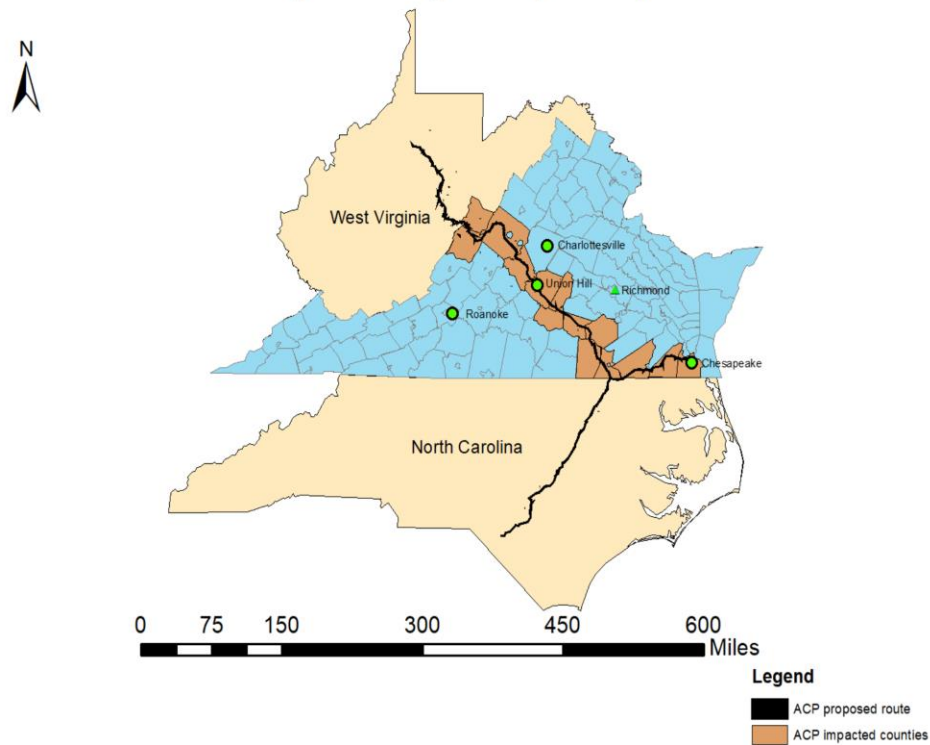 N
West Virginia
Charlottesville
Union Hill
Richmond
Roanoke
Chesapeake
North Carolina
0 75 150 300 450 600
Miles
Legend
ACP proposed route
ACP impacted counties